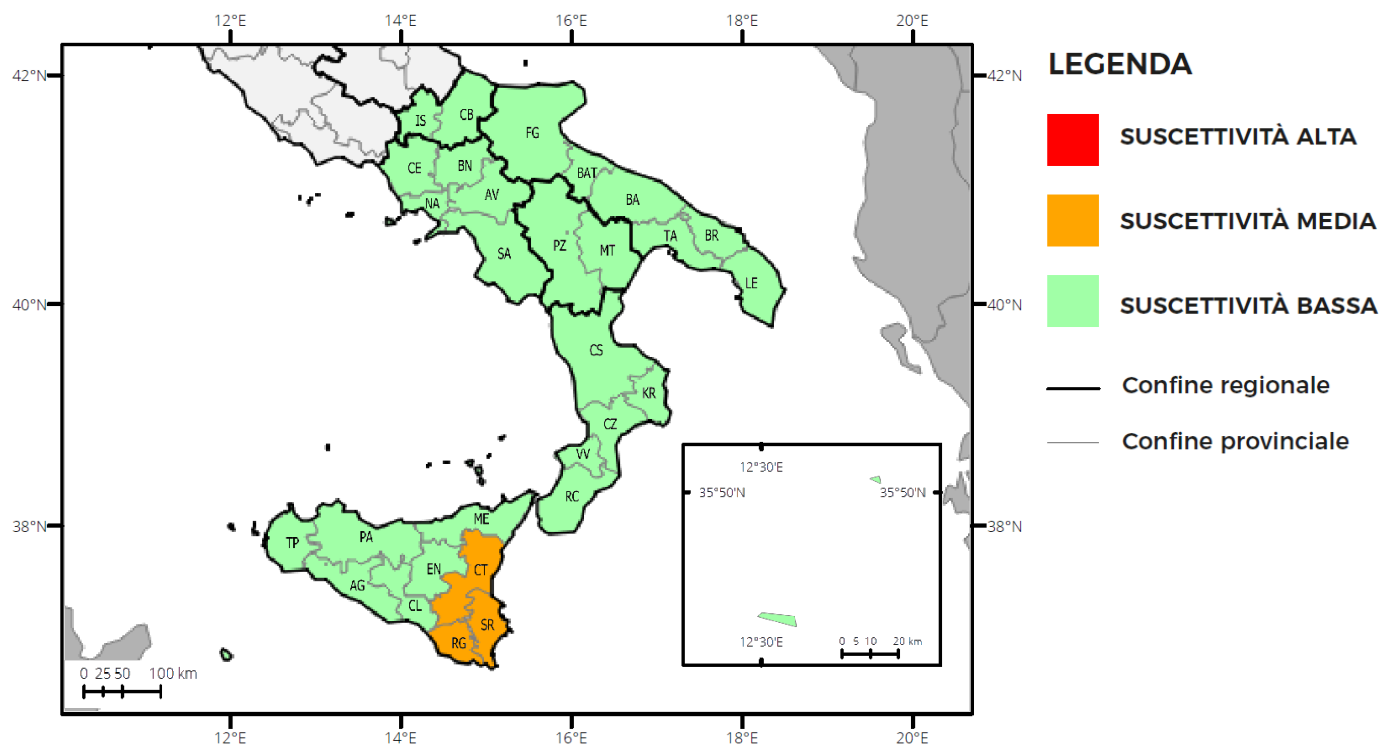 12°E 14°E 16°E 18°E 20°E
42°N 42°N
40°N 40°N
38°N 38°N
IS CB FG
CE BN BAT
NA AV BA
SA PZ MT TA BR LE
CS
KR
CZ
VV
RC
ME
TP PA
EN CT
AG
CL
SR
RG
0 25 50 100 km
12°30'E
35°50'N 35°50'N
12°30'E
0 5 10 20 km
12°E 14°E 16°E 18°E 20°E
LEGENDA
SUSCETTIVITÀ ALTA
SUSCETTIVITÀ MEDIA
SUSCETTIVITÀ BASSA
Confine regionale
Confine provinciale